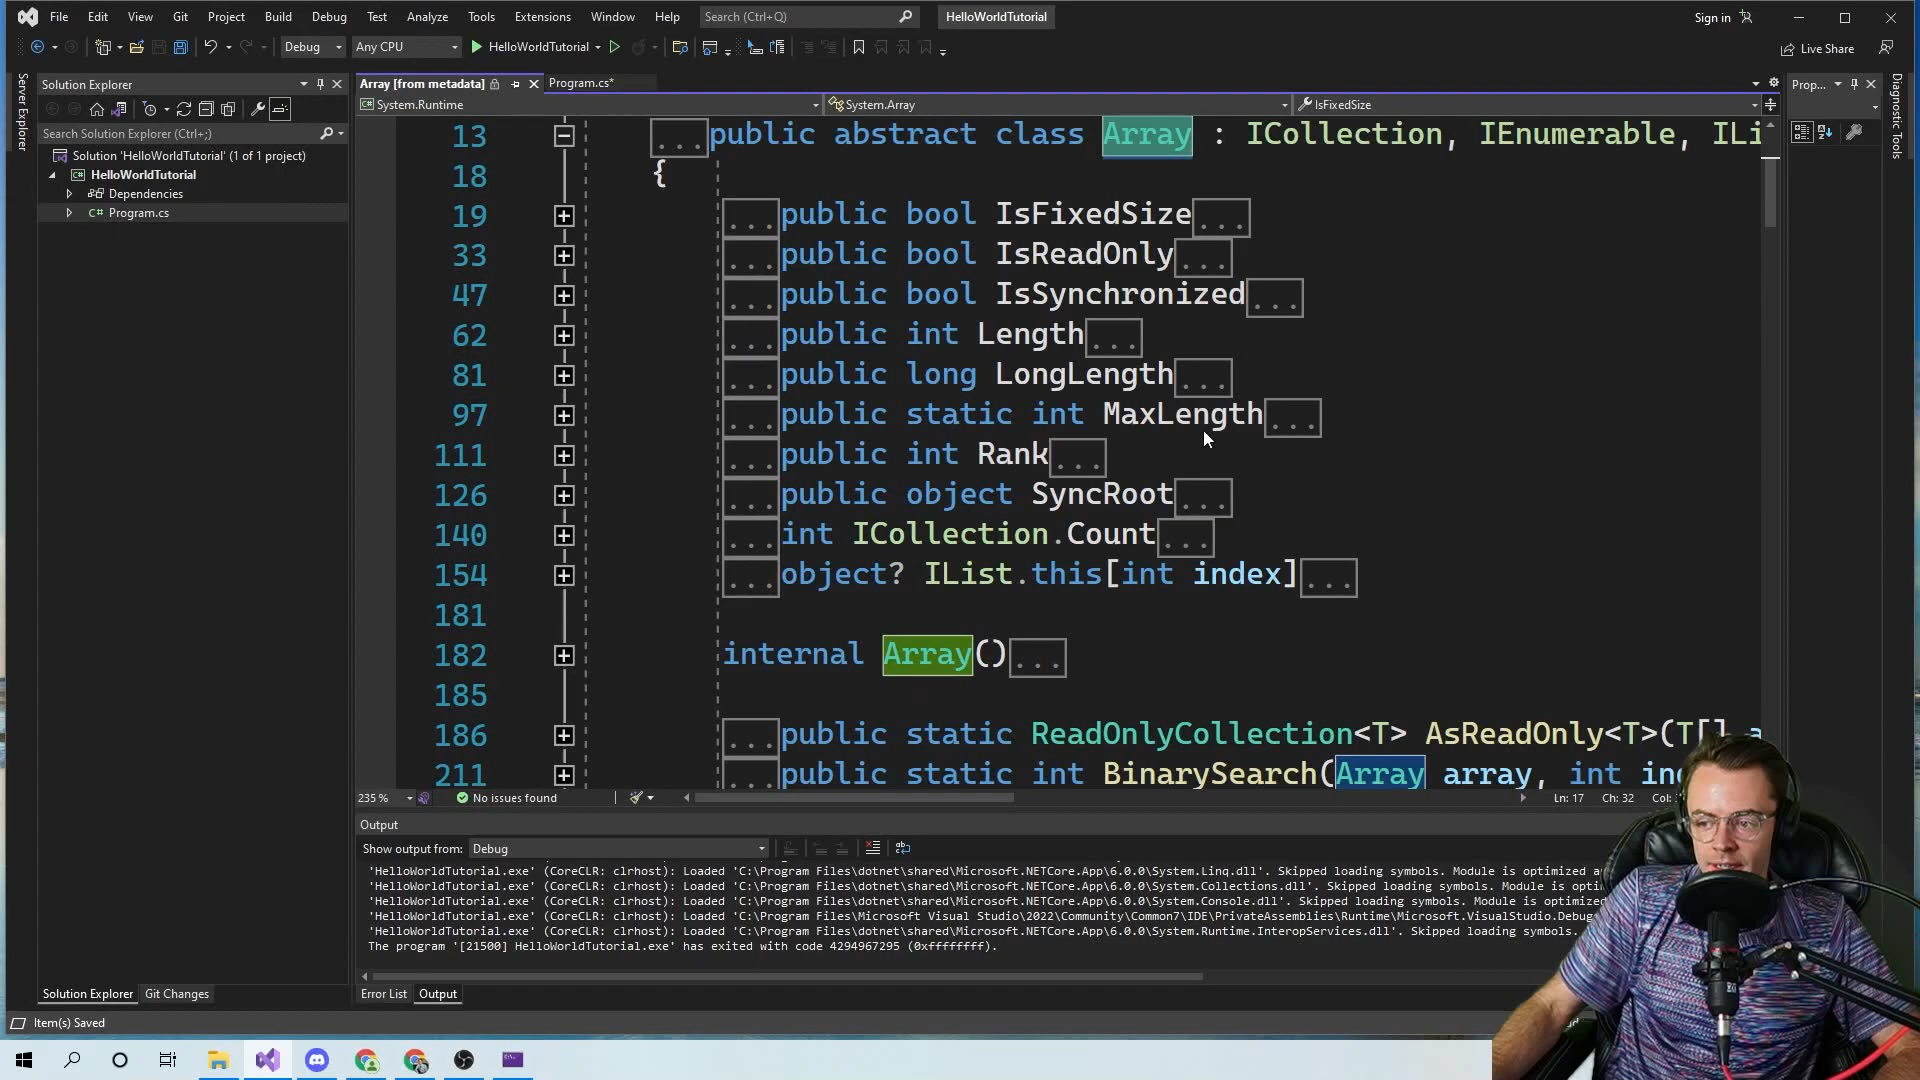 File Edit View Git Project Build Debug Test Analyze Tools Extensions Window Help Search (Ctrl+Q) HelloWorldTutorial Sign in
Debug Any CPU HelloWorldTutorial Live Share
Server Explorer
Solution Explorer
Search Solution Explorer (Ctrl+;)
Solution 'HelloWorldTutorial' (1 of 1 project)
HelloWorldTutorial
Dependencies
C# Program.cs
Array [from metadata] Program.cs*
System.Runtime System.Array IsFixedSize
13 ...public abstract class Array : ICollection, IEnumerable, ILi
18 {
19 ...public bool IsFixedSize...
33 ...public bool IsReadOnly...
47 ...public bool IsSynchronized...
62 ...public int Length...
81 ...public long LongLength...
97 ...public static int MaxLength...
111 ...public int Rank...
126 ...public object SyncRoot...
140 ...int ICollection.Count...
154 ...object? IList.this[int index]...
181
182 internal Array()...
185
186 ...public static ReadOnlyCollection<T> AsReadOnly<T>(T[] a
211 ...public static int BinarySearch(Array array, int in
235 % No issues found Ln: 17 Ch: 32 Col:
Prop...
Diagnostic Tools
Output
Show output from: Debug
'HelloWorldTutorial.exe' (CoreCLR: clrhost): Loaded 'C:\Program Files\dotnet\shared\Microsoft.NETCore.App\6.0.0\System.Linq.dll'. Skipped loading symbols. Module is optimized a
'HelloWorldTutorial.exe' (CoreCLR: clrhost): Loaded 'C:\Program Files\dotnet\shared\Microsoft.NETCore.App\6.0.0\System.Collections.dll'. Skipped loading symbols. Module is opti
'HelloWorldTutorial.exe' (CoreCLR: clrhost): Loaded 'C:\Program Files\dotnet\shared\Microsoft.NETCore.App\6.0.0\System.Console.dll'. Skipped loading symbols. Module is optimized
'HelloWorldTutorial.exe' (CoreCLR: clrhost): Loaded 'C:\Program Files\Microsoft Visual Studio\2022\Community\Common7\IDE\PrivateAssemblies\Runtime\Microsoft.VisualStudio.Debug
'HelloWorldTutorial.exe' (CoreCLR: clrhost): Loaded 'C:\Program Files\dotnet\shared\Microsoft.NETCore.App\6.0.0\System.Runtime.InteropServices.dll'. Skipped loading symbols.
The program '[21500] HelloWorldTutorial.exe' has exited with code 4294967295 (0xffffffff).
Solution Explorer Git Changes Error List Output
Item(s) Saved